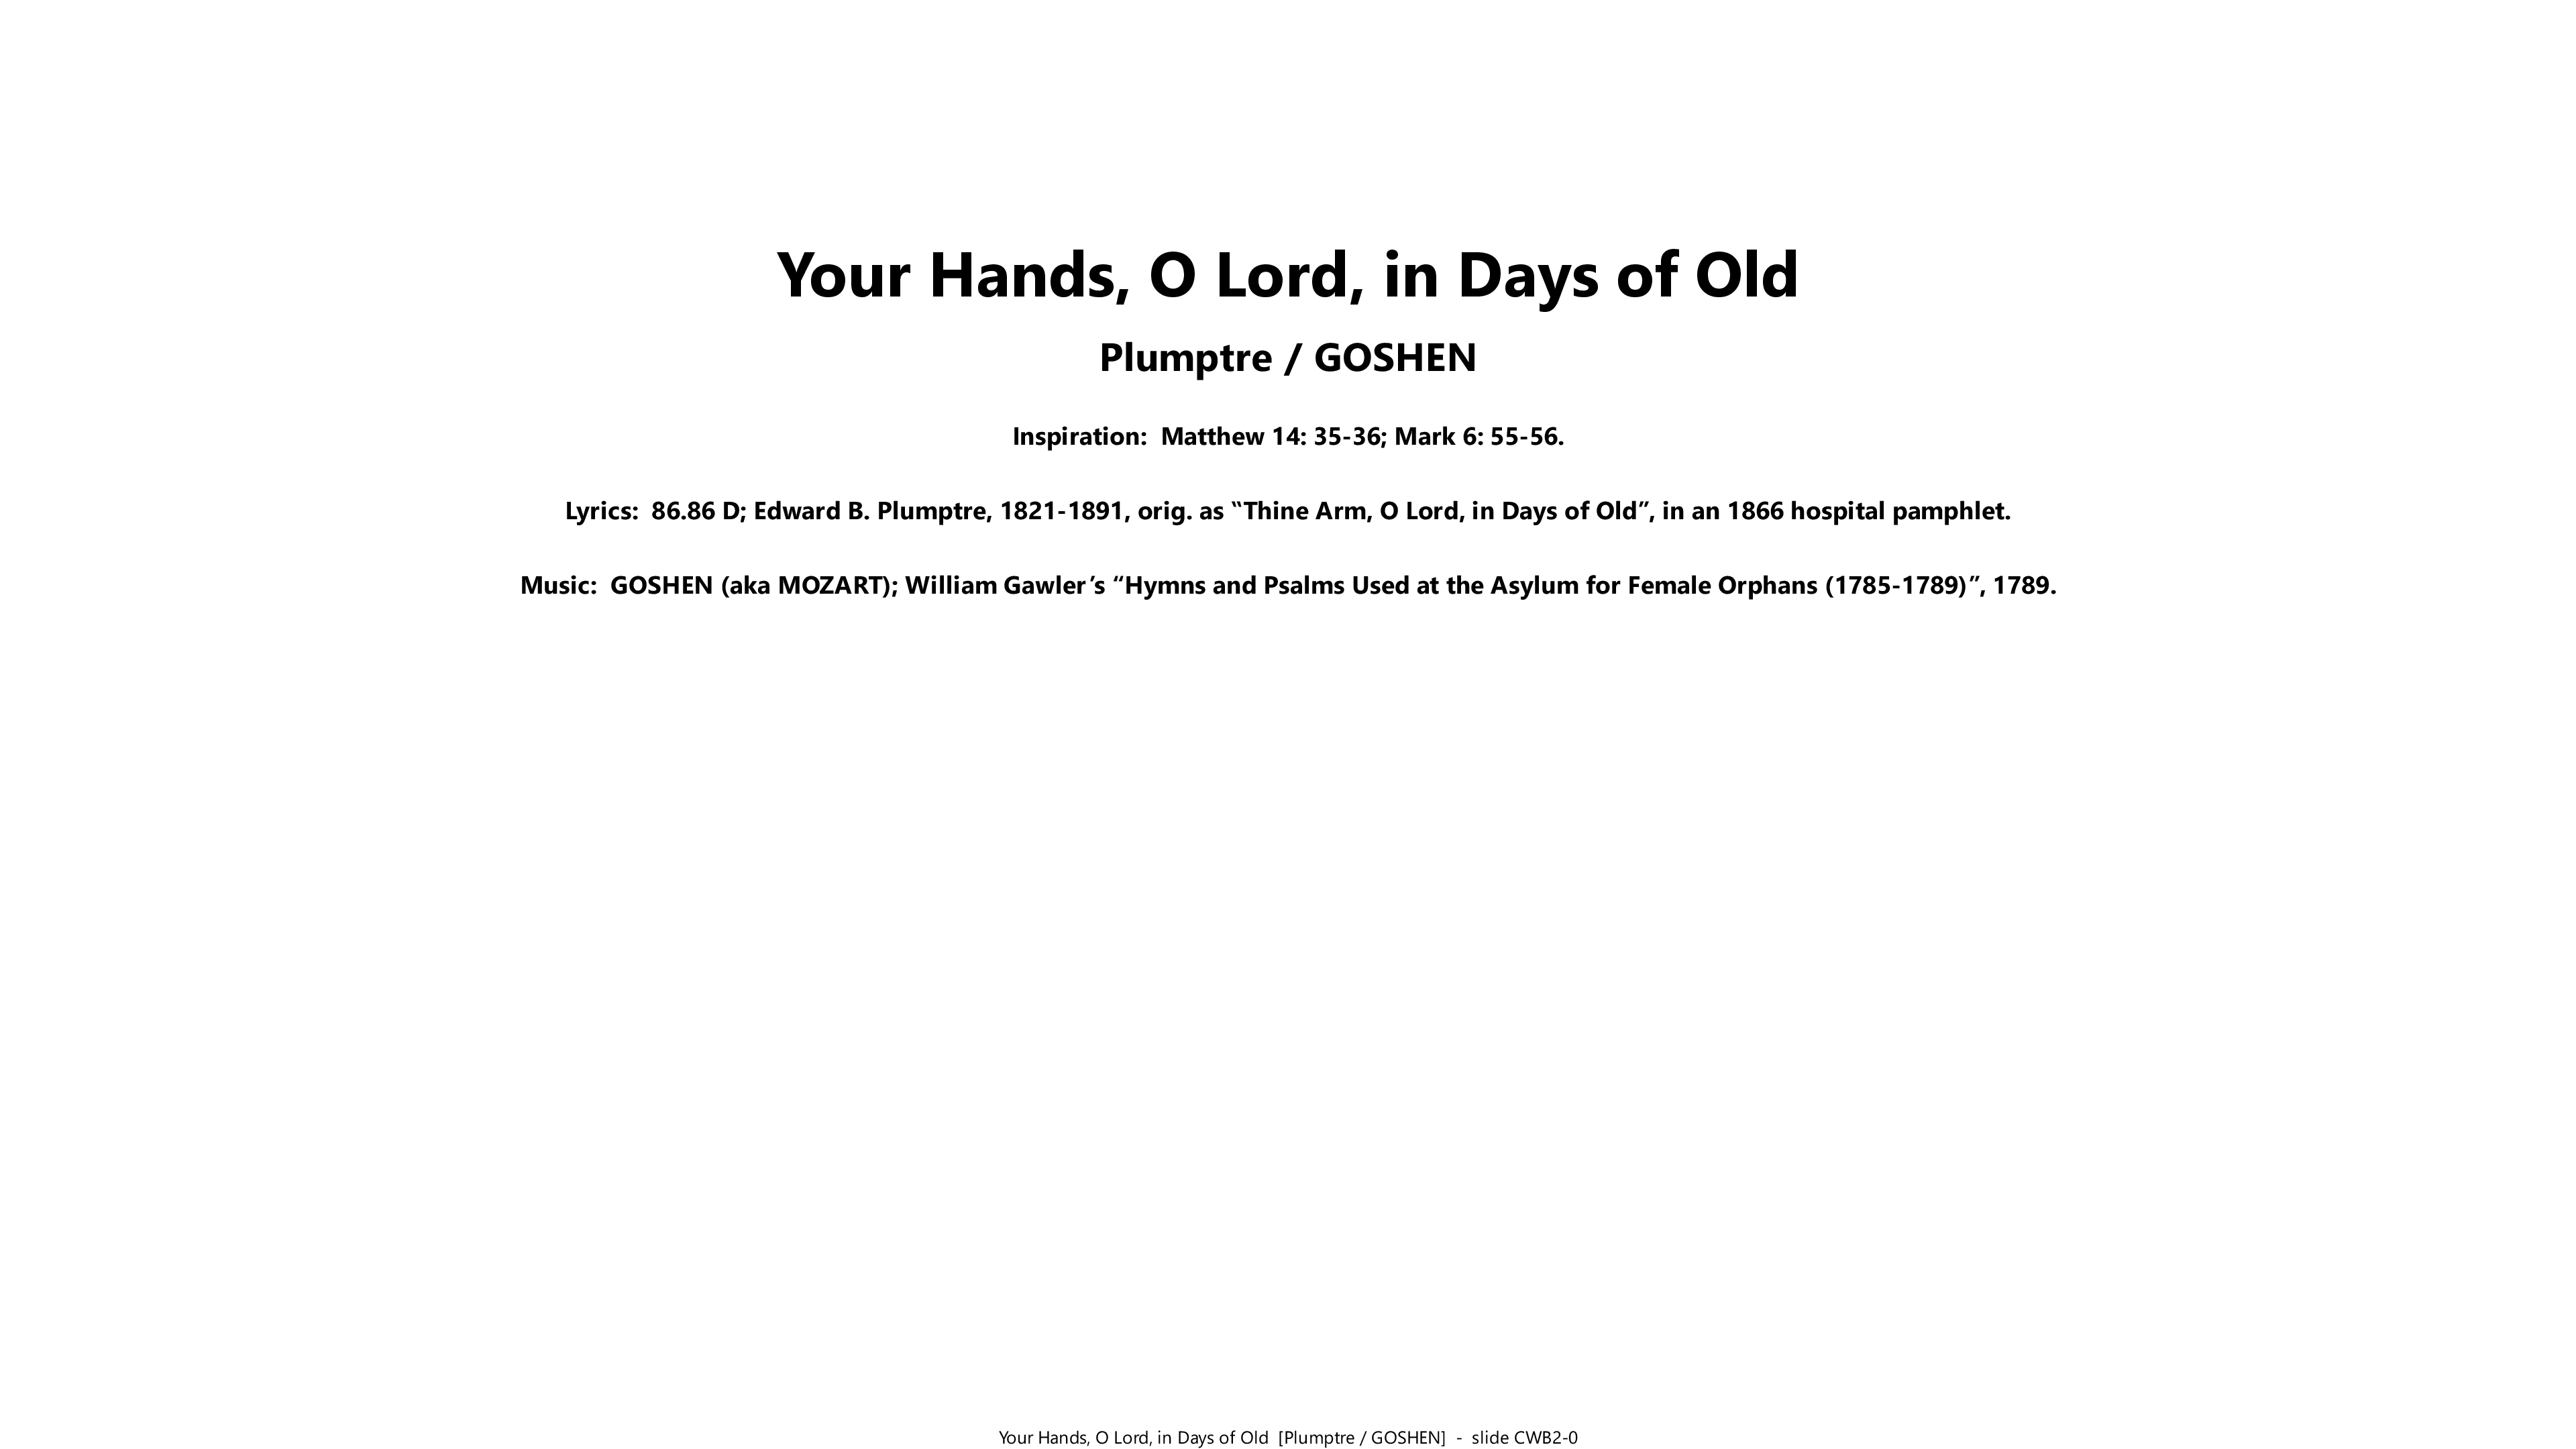 Your Hands, O Lord, in Days of Old
Plumptre / GOSHEN
Inspiration:  Matthew 14: 35-36; Mark 6: 55-56.
Lyrics:  86.86 D; Edward B. Plumptre, 1821-1891, orig. as “Thine Arm, O Lord, in Days of Old”, in an 1866 hospital pamphlet.
Music:  GOSHEN (aka MOZART); William Gawler’s “Hymns and Psalms Used at the Asylum for Female Orphans (1785-1789)”, 1789.
Your Hands, O Lord, in Days of Old  [Plumptre / GOSHEN]  -  slide CWB2-0